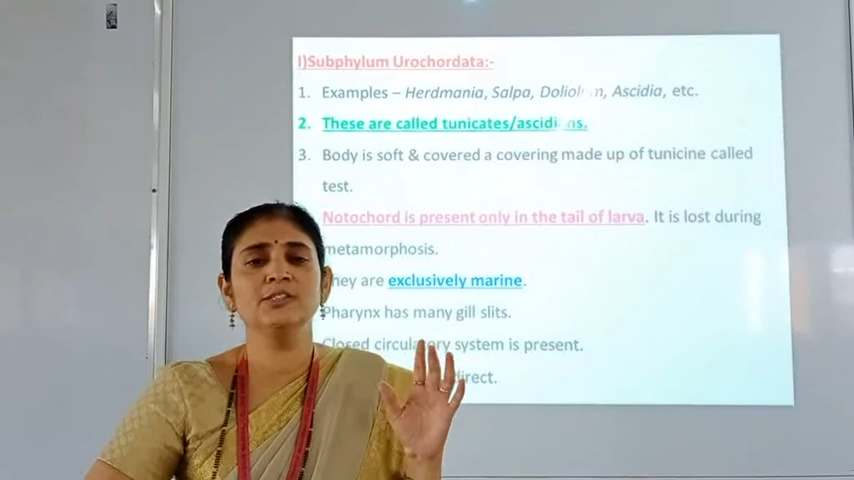 I)Subphylum Urochordata:-
1. Examples – Herdmania, Salpa, Doliolum, Ascidia, etc.
2. These are called tunicates/ascidians.
3. Body is soft & covered a covering made up of tunicine called
test.
Notochord is present only in the tail of larva. It is lost during
metamorphosis.
They are exclusively marine.
Pharynx has many gill slits.
Closed circulatory system is present.
direct.